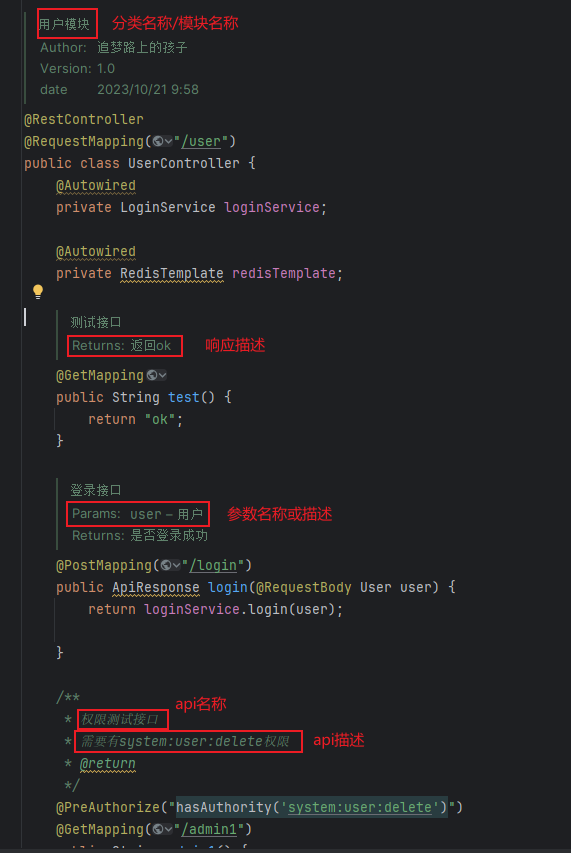 用户模块 分类名称/模块名称
Author: 追梦路上的孩子
Version: 1.0
date 2023/10/21 9:58
@RestController
@RequestMapping("/user")
public class UserController {
@Autowired
private LoginService loginService;
@Autowired
private RedisTemplate redisTemplate;
测试接口
Returns: 返回ok 响应描述
@GetMapping
public String test() {
return "ok";
}
登录接口
Params: user – 用户 参数名称或描述
Returns: 是否登录成功
@PostMapping("/login")
public ApiResponse login(@RequestBody User user) {
return loginService.login(user);
}
/** api名称
* 权限测试接口
* 需要有system:user:delete权限 api描述
* @return
*/
@PreAuthorize("hasAuthority('system:user:delete')")
@GetMapping("/admin1")